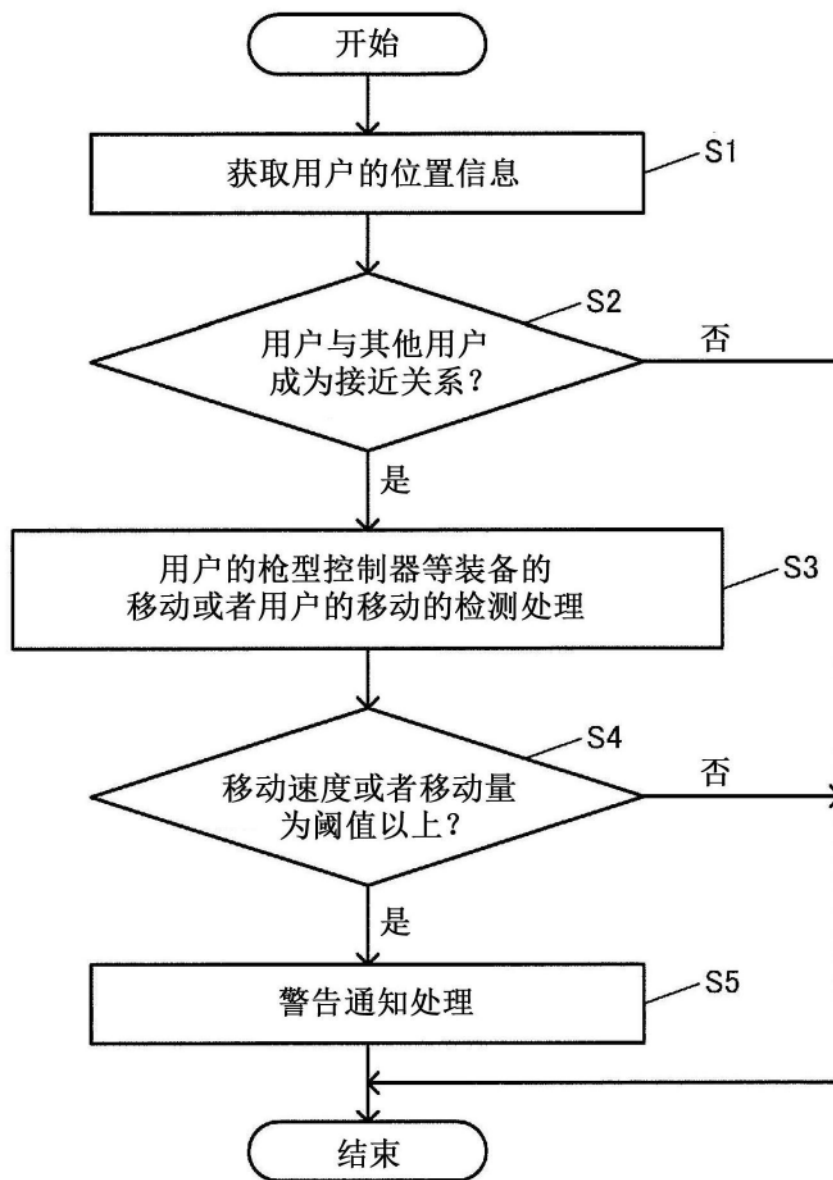 开始
获取用户的位置信息
S1
用户与其他用户
成为接近关系?
S2
否
是
用户的枪型控制器等装备的
移动或者用户的移动的检测处理
S3
移动速度或者移动量
为阈值以上?
S4
否
是
警告通知处理
S5
结束